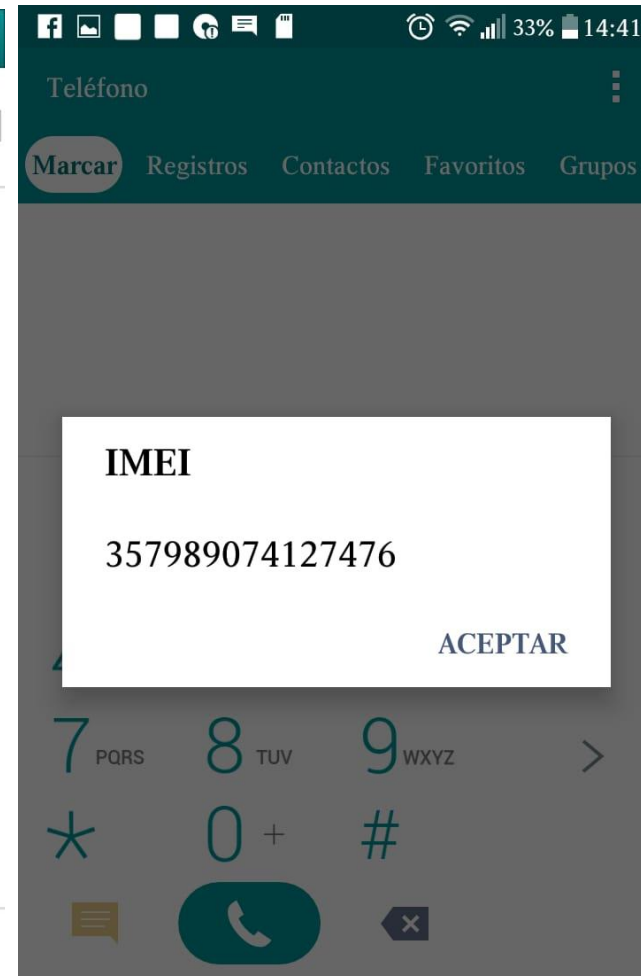 33% 14:41
Teléfono
Marcar Registros Contactos Favoritos Grupos
IMEI
357989074127476
ACEPTAR
7 PQRS 8 TUV 9 WXYZ
* 0 + #